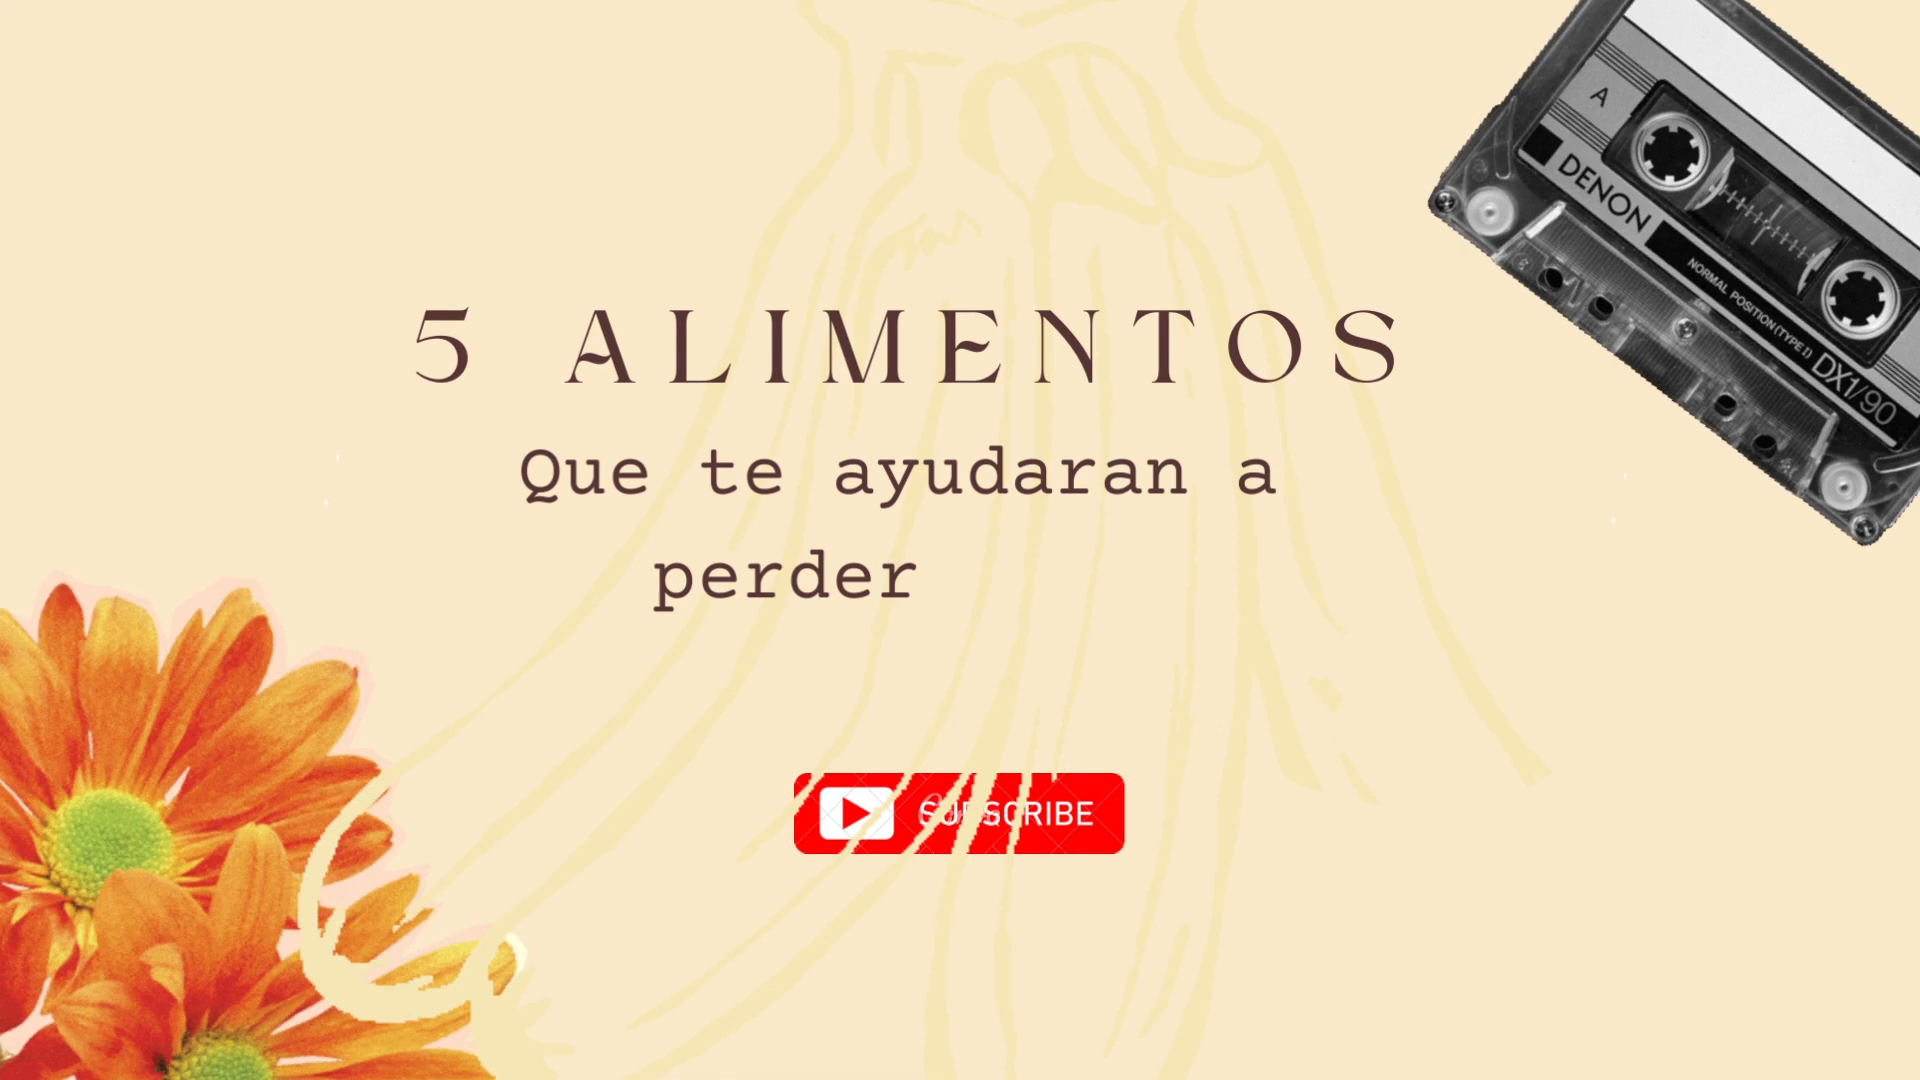 5 ALIMENTOS
Que te ayudaran a
perder
A
DENON
NORMAL POSITION (TYPE I)
DX1/90
SUBSCRIBE